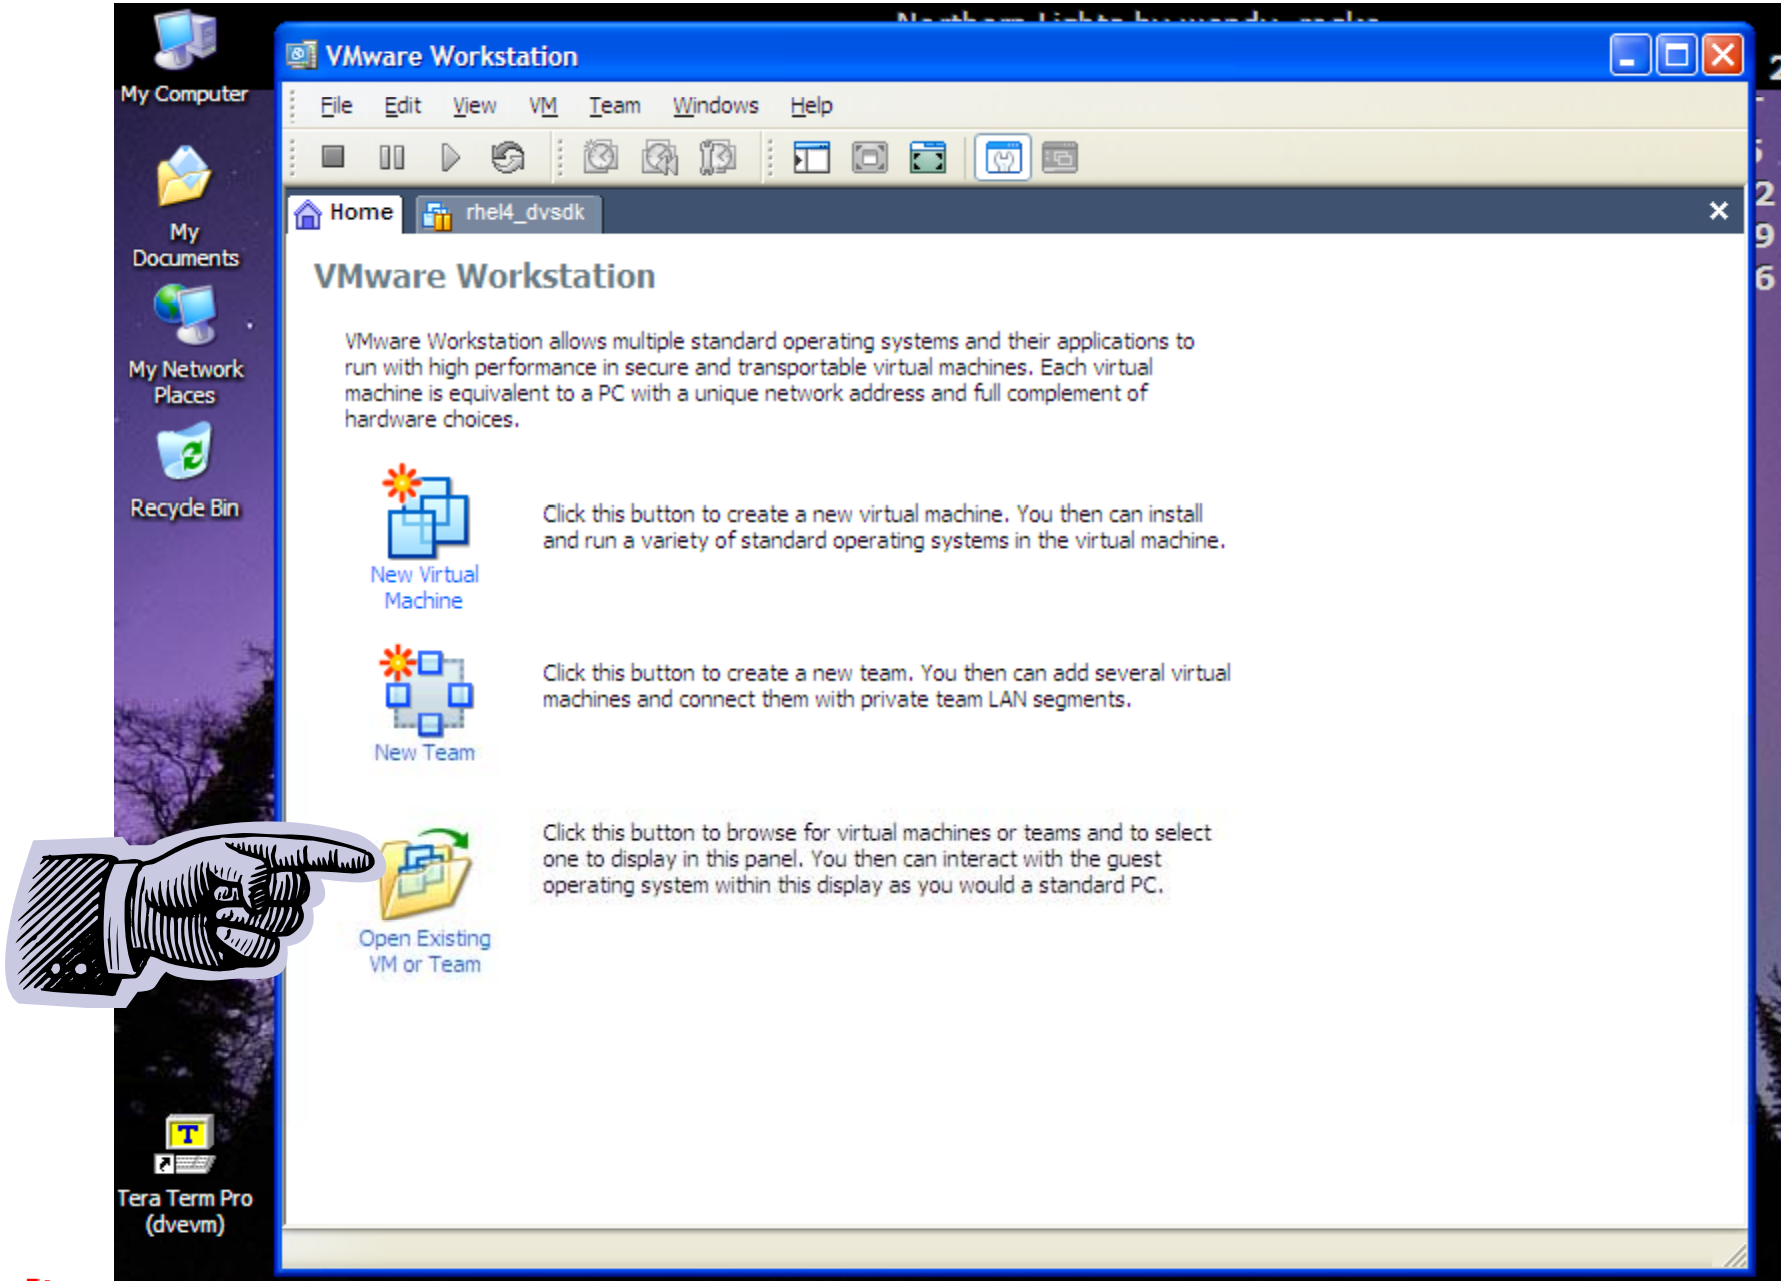 VMware Workstation
My Computer
File Edit View VM Team Windows Help
Home rhel4_dvsdk
My
Documents
VMware Workstation
VMware Workstation allows multiple standard operating systems and their applications to
run with high performance in secure and transportable virtual machines. Each virtual
machine is equivalent to a PC with a unique network address and full complement of
hardware choices.
My Network
Places
Recycle Bin
Click this button to create a new virtual machine. You then can install
and run a variety of standard operating systems in the virtual machine.
New Virtual
Machine
Click this button to create a new team. You then can add several virtual
machines and connect them with private team LAN segments.
New Team
Click this button to browse for virtual machines or teams and to select
one to display in this panel. You then can interact with the guest
operating system within this display as you would a standard PC.
Open Existing
VM or Team
T
Tera Term Pro
(dvevm)
2
9
6